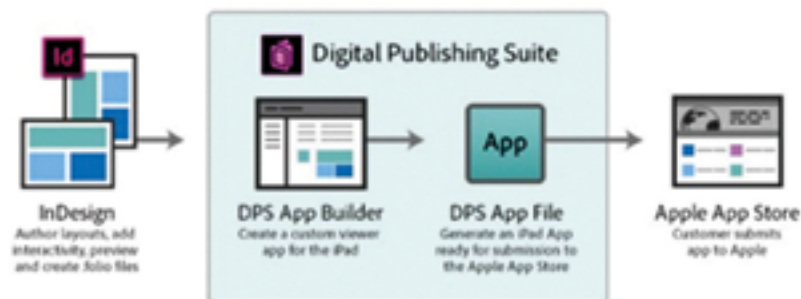 Id
Digital Publishing Suite
App
InDesign
Author layouts, add
interactivity, preview
and create .folio files
DPS App Builder
Create a custom viewer
app for the iPad
DPS App File
Generate an iPad App
ready for submission to
the Apple App Store
Apple App Store
Customer submits
app to Apple